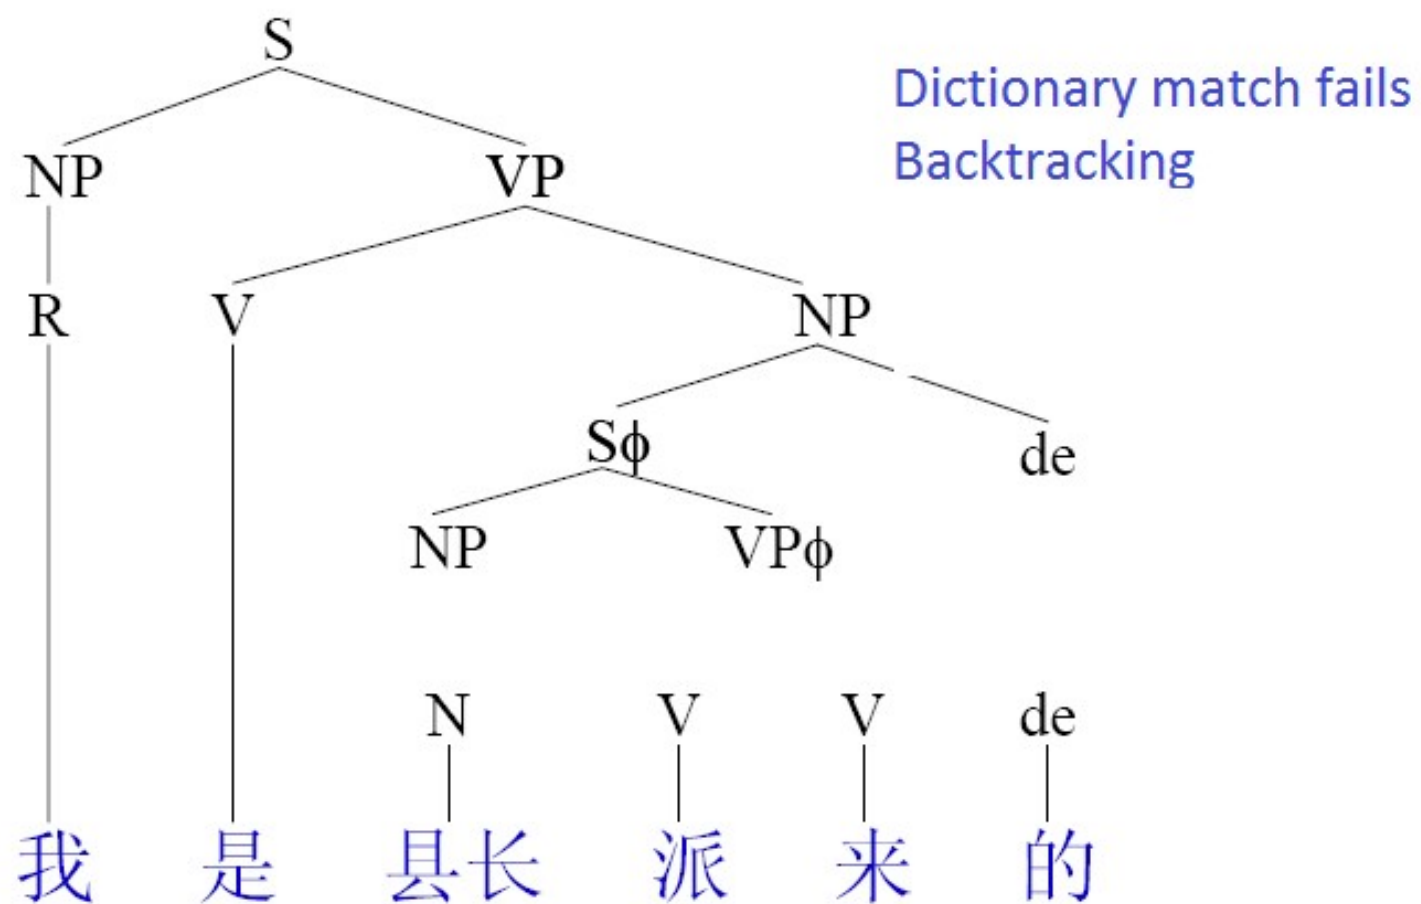 S
Dictionary match fails
Backtracking
NP VP
R V NP
Sϕ de
NP VPϕ
N V V de
我 是 县长 派 来 的